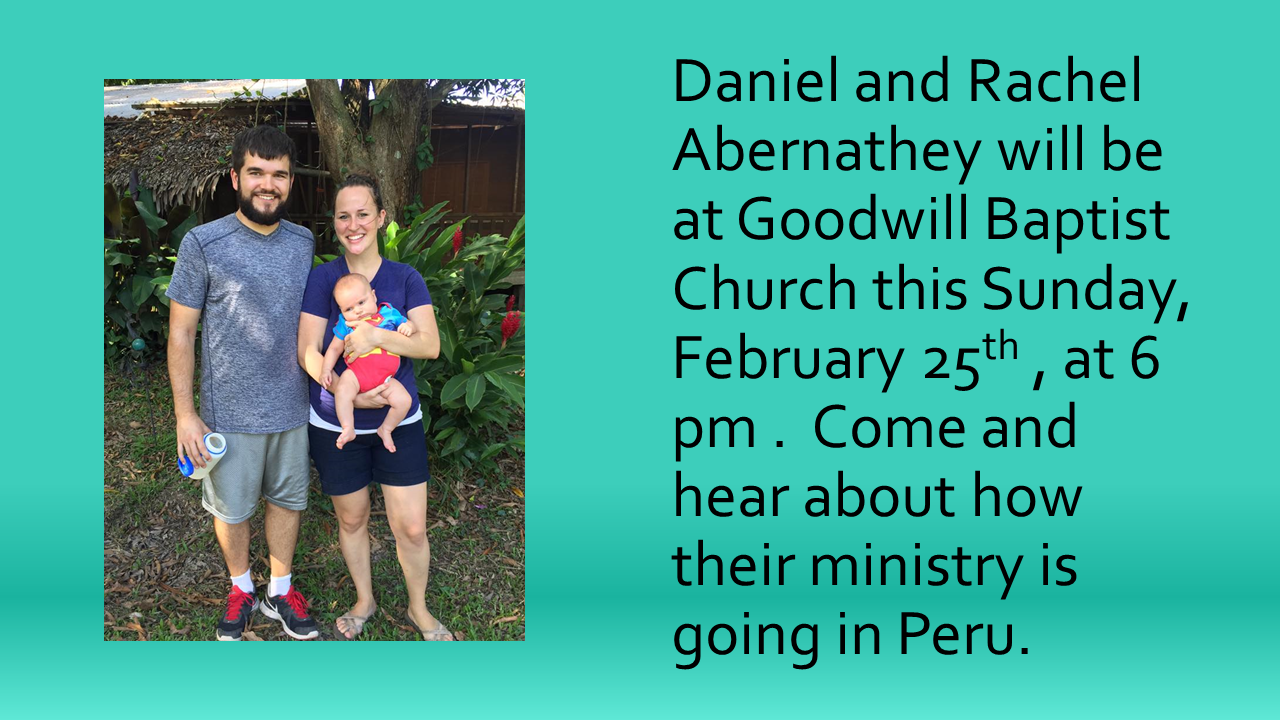 Daniel and Rachel
Abernathey will be
at Goodwill Baptist
Church this Sunday,
February 25th , at 6
pm .  Come and
hear about how
their ministry is
going in Peru.